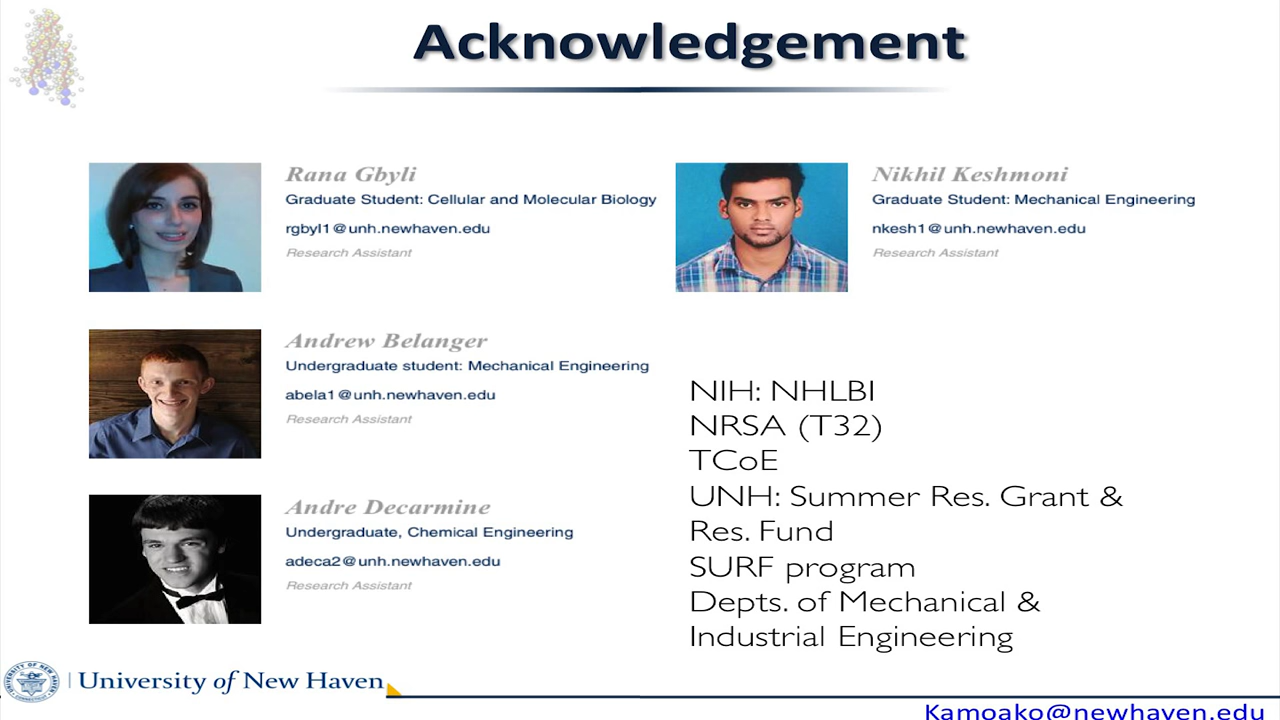 Acknowledgement
Rana Gbyli
Graduate Student: Cellular and Molecular Biology
rgbyl1@unh.newhaven.edu
Research Assistant
Nikhil Keshmoni
Graduate Student: Mechanical Engineering
nkesh1@unh.newhaven.edu
Research Assistant
Andrew Belanger
Undergraduate student: Mechanical Engineering
abela1@unh.newhaven.edu
Research Assistant
Andre Decarmine
Undergraduate, Chemical Engineering
adeca2@unh.newhaven.edu
Research Assistant
NIH: NHLBI
NRSA (T32)
TCoE
UNH: Summer Res. Grant &
Res. Fund
SURF program
Depts. of Mechanical &
Industrial Engineering
University of New Haven
Kamoako@newhaven.edu